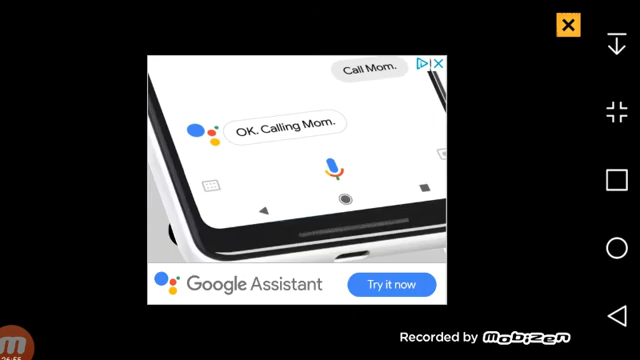 Call Mom.
OK. Calling Mom.
Google Assistant
Try it now
Recorded by Mobizen